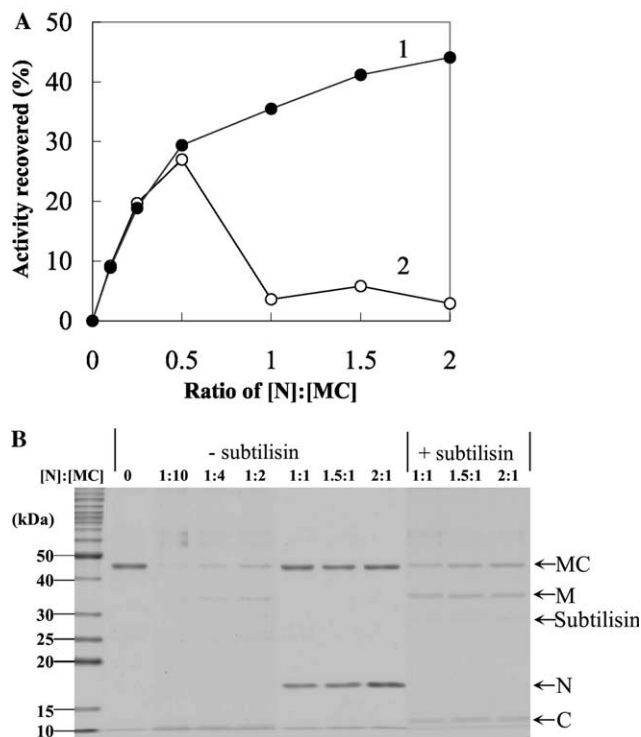 A
Activity recovered (%)
50
40
30
20
10
0
1
2
0 0.5 1 1.5 2
Ratio of [N]:[MC]
B
- subtilisin + subtilisin
[N]:[MC] 0 1:10 1:4 1:2 1:1 1.5:1 2:1 1:1 1.5:1 2:1
(kDa)
50
40
30
25
20
15
10
←MC
←M
←Subtilisin
←N
←C